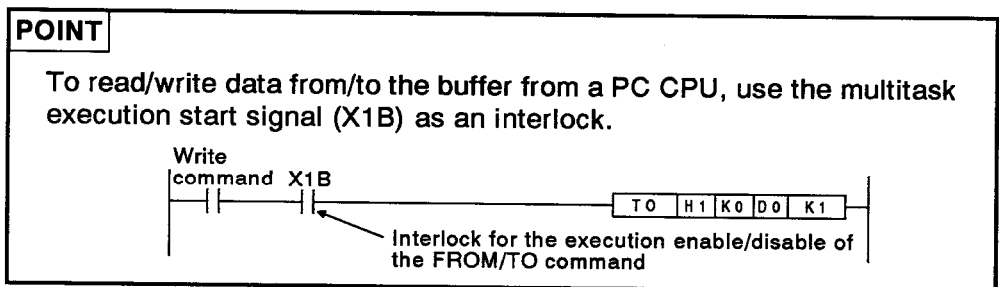 POINT
To read/write data from/to the buffer from a PC CPU, use the multitask
execution start signal (X1B) as an interlock.
Write
command X1B
TO H1 K0 D0 K1
Interlock for the execution enable/disable of
the FROM/TO command